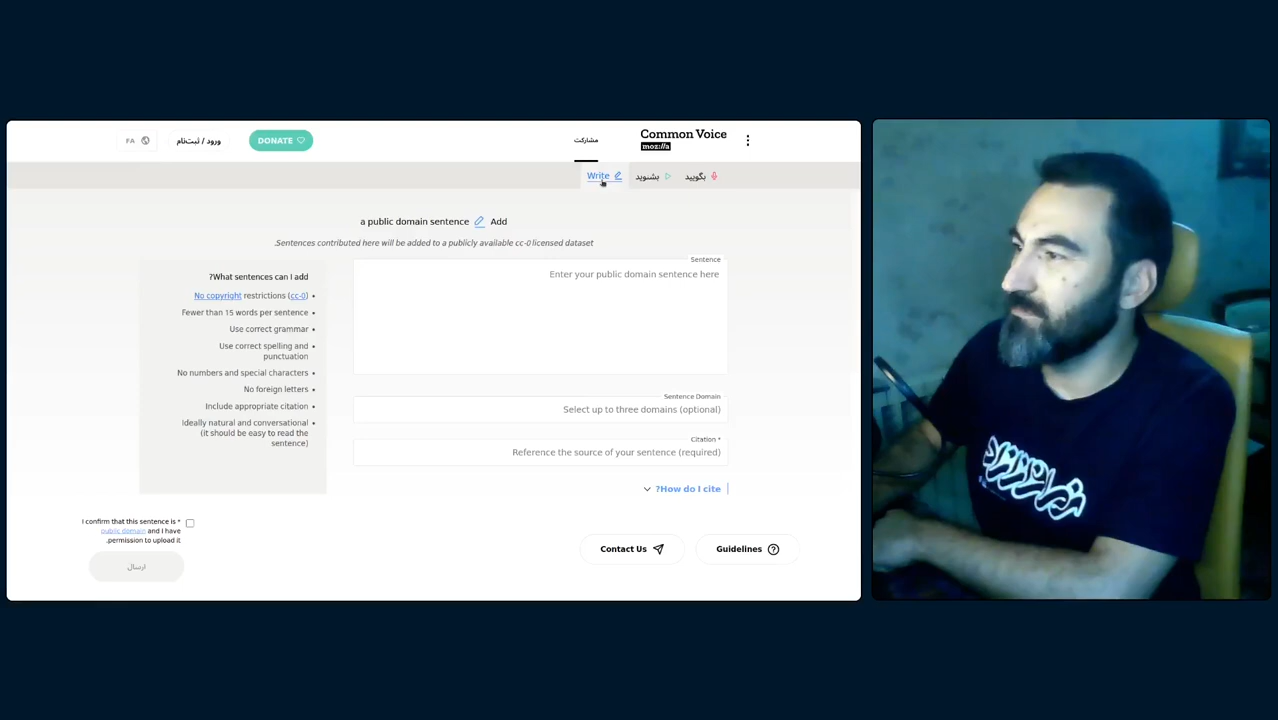 Common Voice
moz://a
مشارکت
DONATE
ورود / ثبت‌نام
FA
بگویید
بشنوید
Write
Add a public domain sentence
Sentences contributed here will be added to a publicly available cc-0 licensed dataset.
Sentence
Enter your public domain sentence here
Sentence Domain
Select up to three domains (optional)
Citation *
Reference the source of your sentence (required)
How do I cite?
What sentences can I add?
No copyright restrictions (cc-0)
Fewer than 15 words per sentence
Use correct grammar
Use correct spelling and
punctuation
No numbers and special characters
No foreign letters
Include appropriate citation
Ideally natural and conversational
(it should be easy to read the
sentence)
I confirm that this sentence is *
public domain and I have
permission to upload it.
ارسال
Contact Us
Guidelines